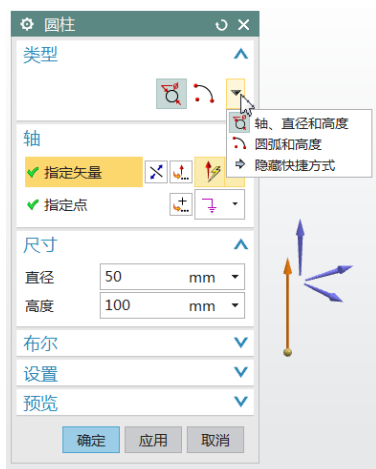 圆柱
类型
轴、直径和高度
圆弧和高度
隐藏快捷方式
轴
指定矢量
指定点
尺寸
直径 50 mm
高度 100 mm
布尔
设置
预览
确定 应用 取消